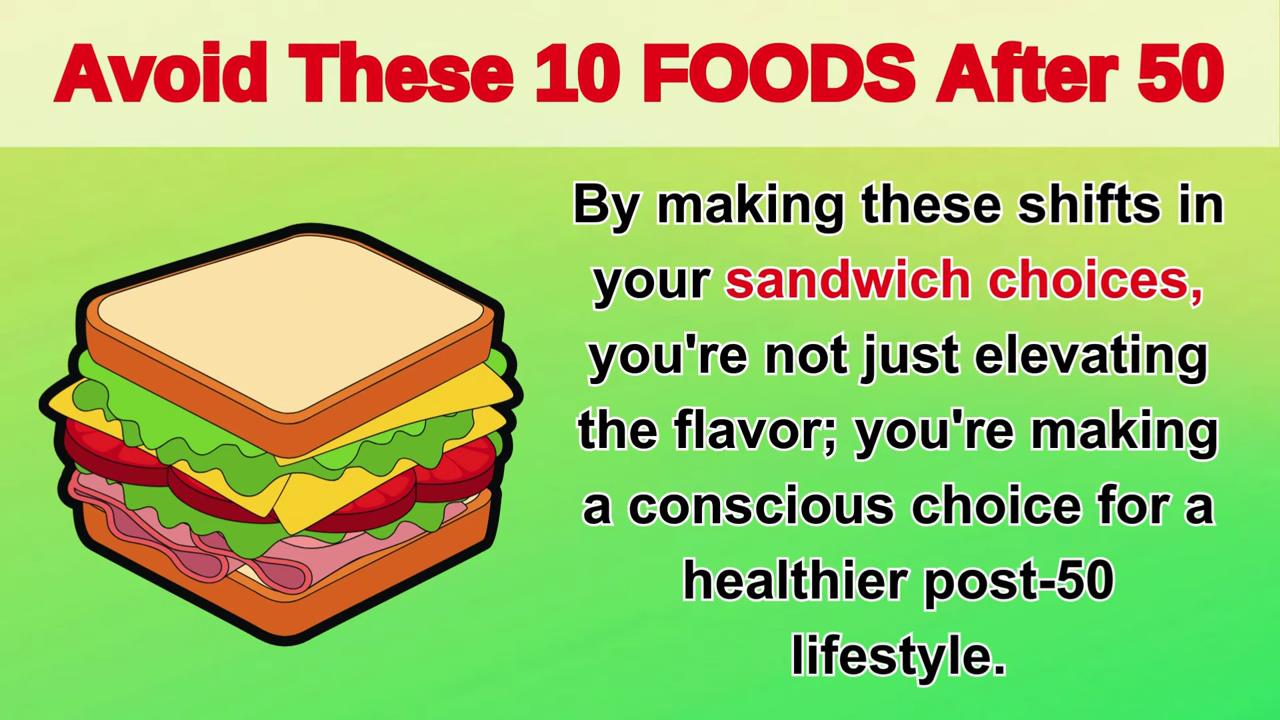 Avoid These 10 FOODS After 50
By making these shifts in
your sandwich choices,
you're not just elevating
the flavor; you're making
a conscious choice for a
healthier post-50
lifestyle.